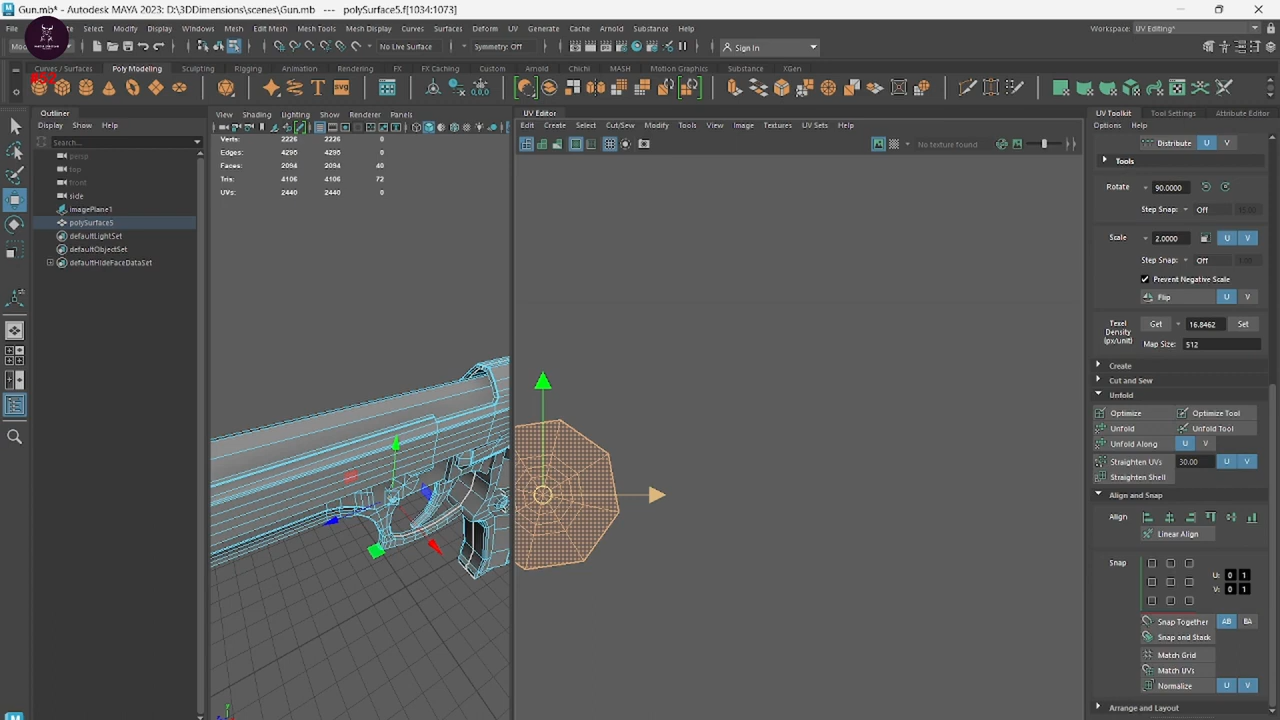 Gun.mb* - Autodesk MAYA 2023: D:\3DDimensions\scenes\Gun.mb --- polySurface5.f[1034:1073]
File Select Modify Display Windows Mesh Edit Mesh Mesh Tools Mesh Display Curves Surfaces Deform UV Generate Cache Arnold Substance Help Workspace: UV Editing*
No Live Surface Symmetry: Off Sign In
Curves / Surfaces Poly Modeling Sculpting Rigging Animation Rendering FX FX Caching Custom Arnold Chichi MASH Motion Graphics Substance XGen
Outliner
Display Show Help
Search...
persp
top
front
side
imagePlane1
polySurface5
defaultLightSet
defaultObjectSet
defaultHideFaceDataSet
View Shading Lighting Show Renderer Panels
Verts: 2226 2226 0
Edges: 4295 4295 0
Faces: 2094 2094 40
Tris: 4106 4106 72
UVs: 2440 2440 0
UV Editor
Edit Create Select Cut/Sew Modify Tools View Image Textures UV Sets Help
No texture found
UV Toolkit Tool Settings Attribute Editor
Options Help
Distribute U V
Tools
Rotate 90.0000
Step Snap: Off
Scale 2.0000 U V
Step Snap: Off
Prevent Negative Scale
Flip U V
Texel Density (px/unit) Get 16.8462 Set
Map Size: 512
Create
Cut and Sew
Unfold
Optimize Optimize Tool
Unfold Unfold Tool
Unfold Along U V
Straighten UVs 30.00 U V
Straighten Shell
Align and Snap
Align
Linear Align
Snap U: 0 1
V: 0 1
Snap Together AB BA
Snap and Stack
Match Grid
Match UVs
Normalize U V
Arrange and Layout